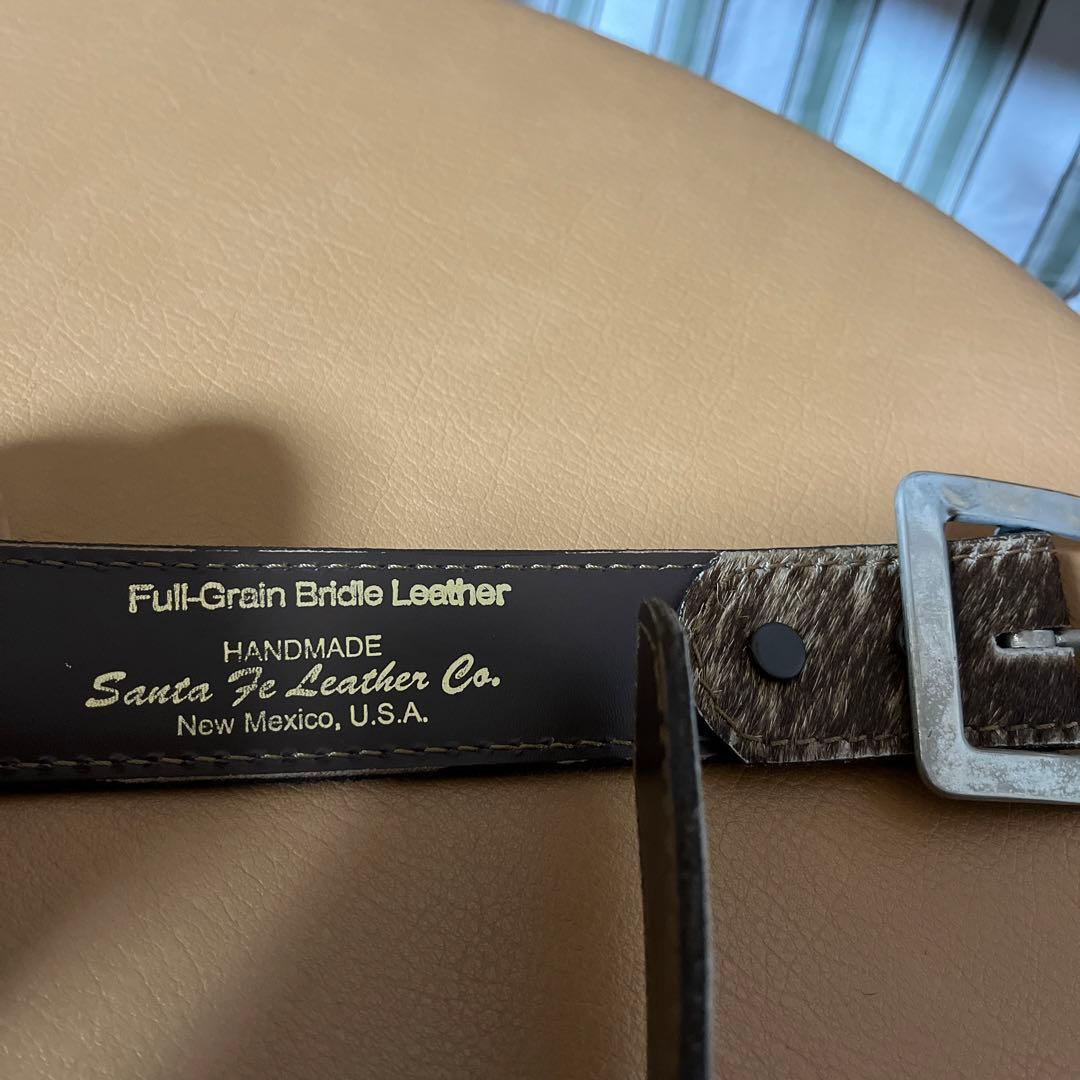 Full-Grain Bridle Leather
HANDMADE
Santa Fe Leather Co.
New Mexico, U.S.A.